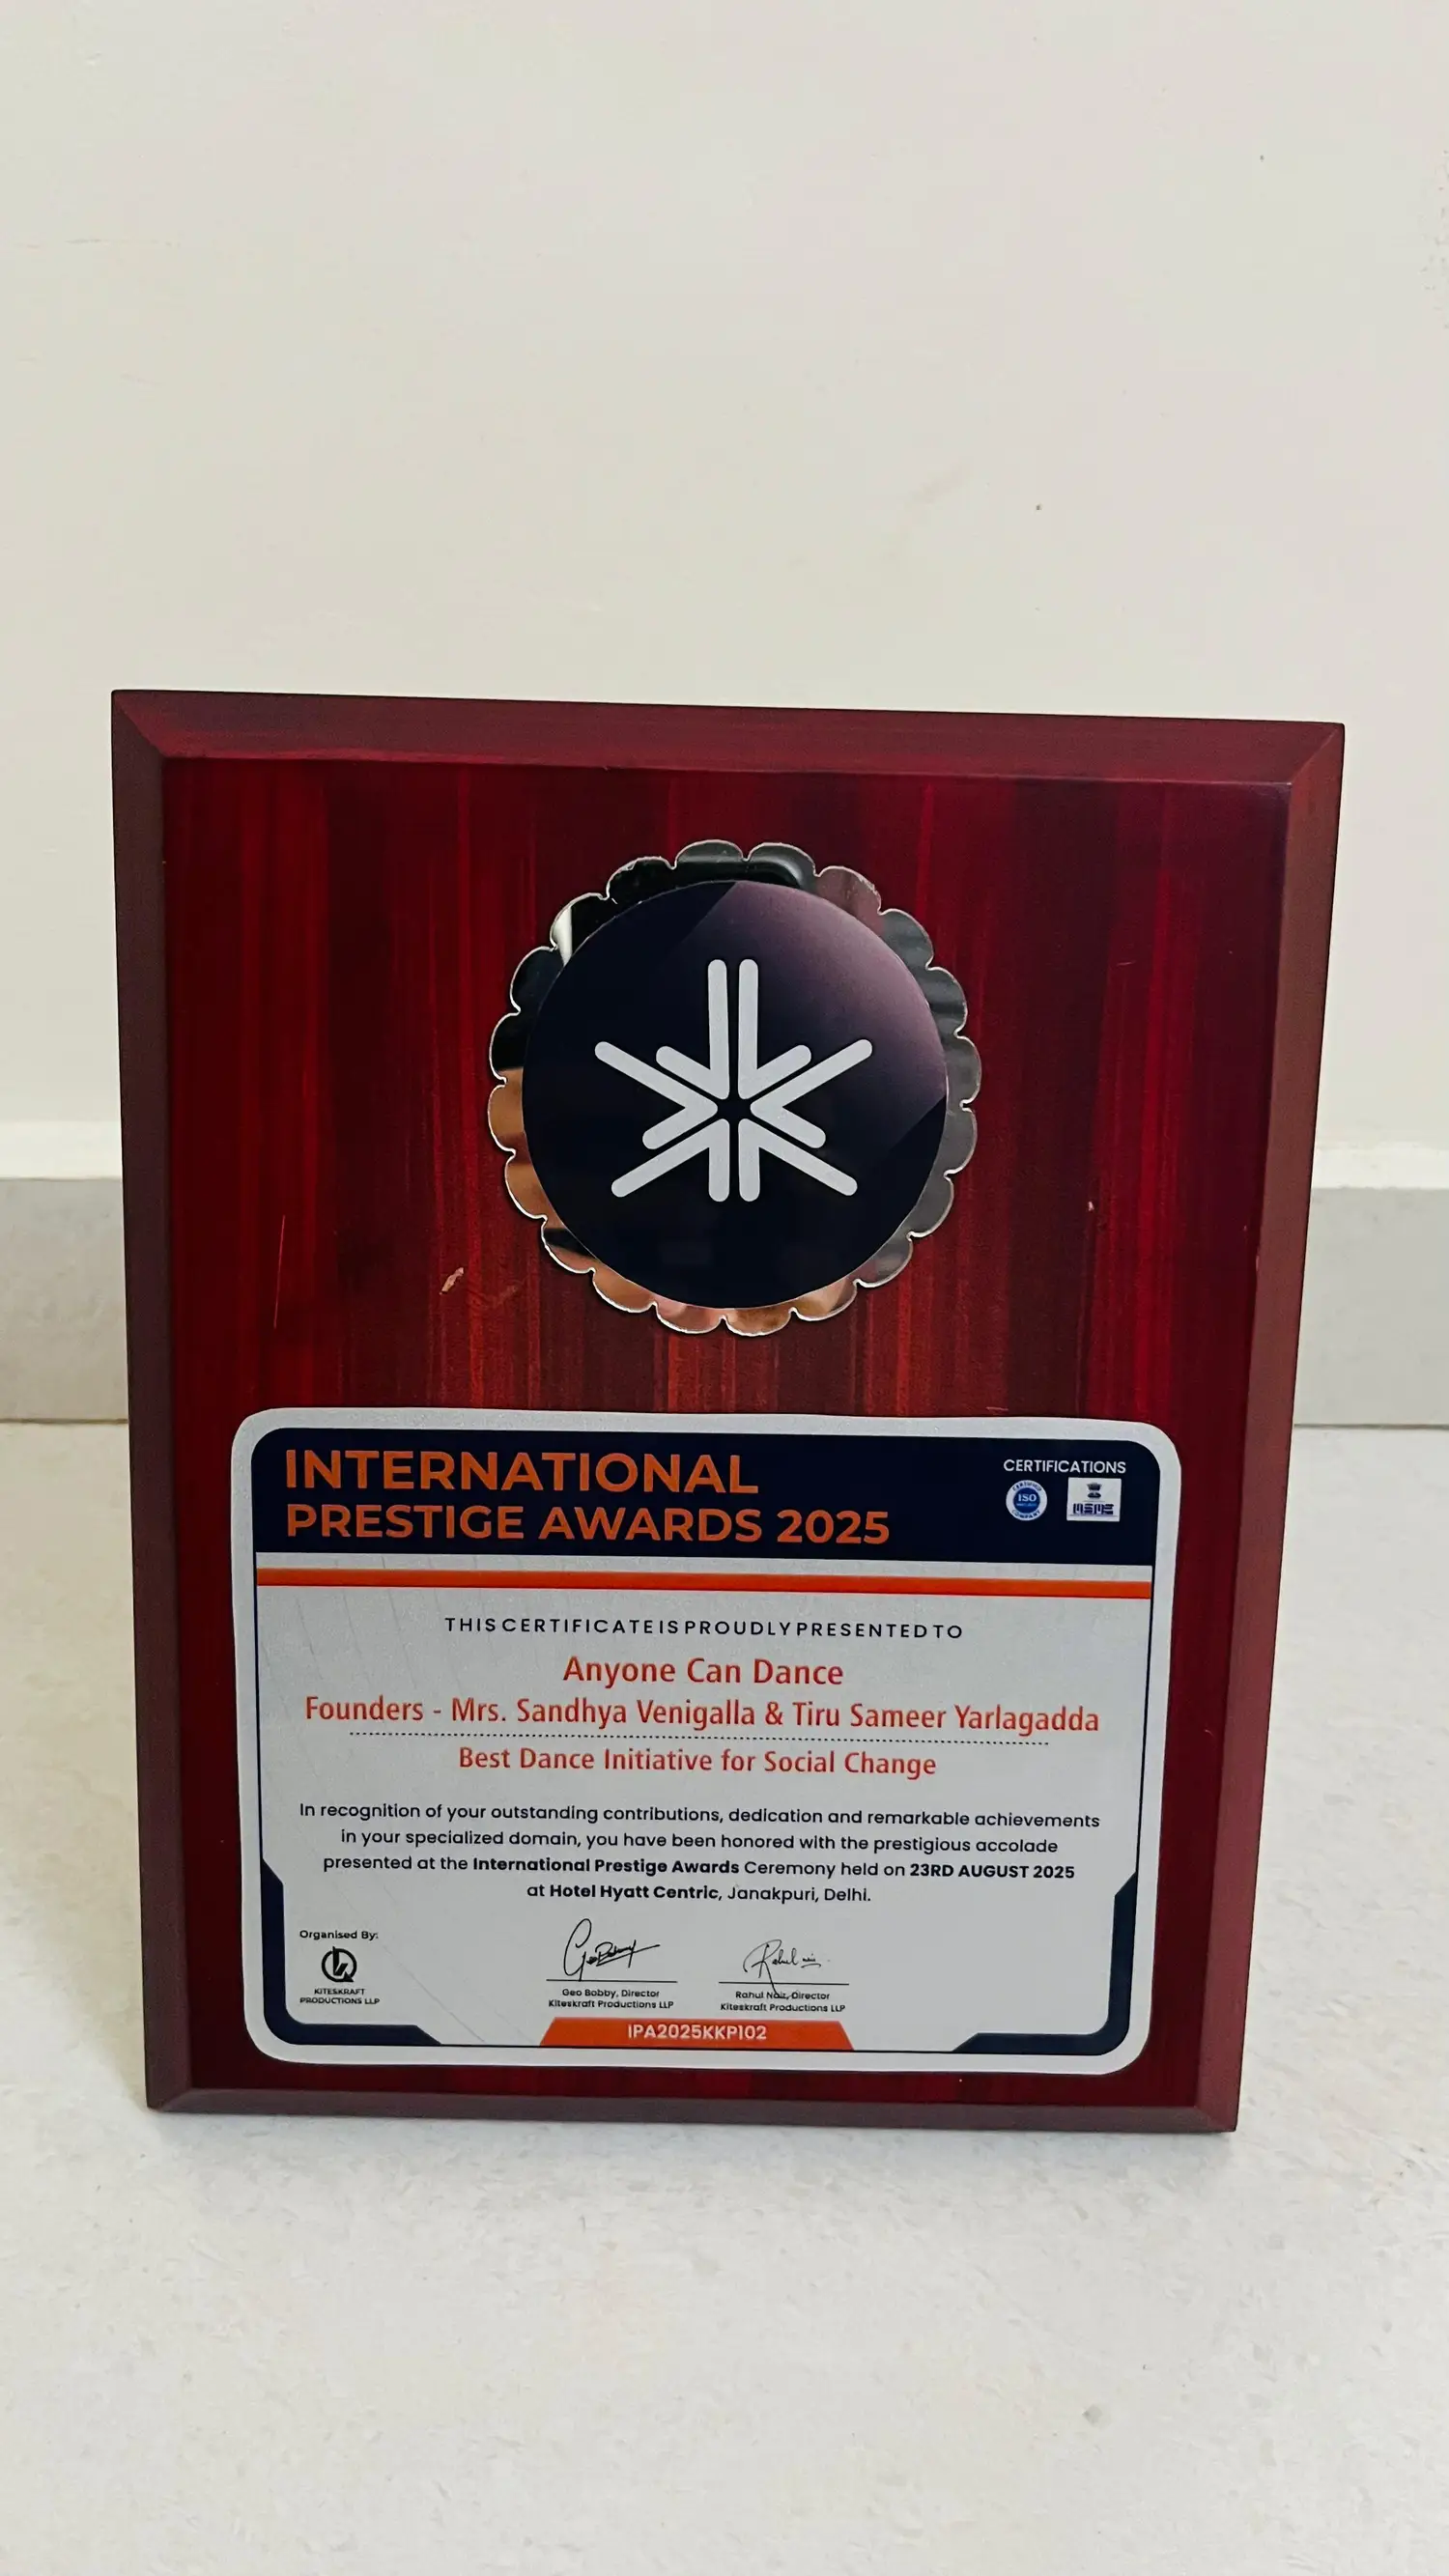 INTERNATIONAL
PRESTIGE AWARDS 2025
CERTIFICATIONS
ISO
MSME
THIS CERTIFICATE IS PROUDLY PRESENTED TO
Anyone Can Dance
Founders - Mrs. Sandhya Venigalla & Tiru Sameer Yarlagadda
Best Dance Initiative for Social Change
In recognition of your outstanding contributions, dedication and remarkable achievements
in your specialized domain, you have been honored with the prestigious accolade
presented at the International Prestige Awards Ceremony held on 23RD AUGUST 2025
at Hotel Hyatt Centric, Janakpuri, Delhi.
Organised By:
KITESKRAFT
PRODUCTIONS LLP
Geo Bobby, Director
Kiteskraft Productions LLP
Rahul Nair, Director
Kiteskraft Productions LLP
IPA2025KKP102